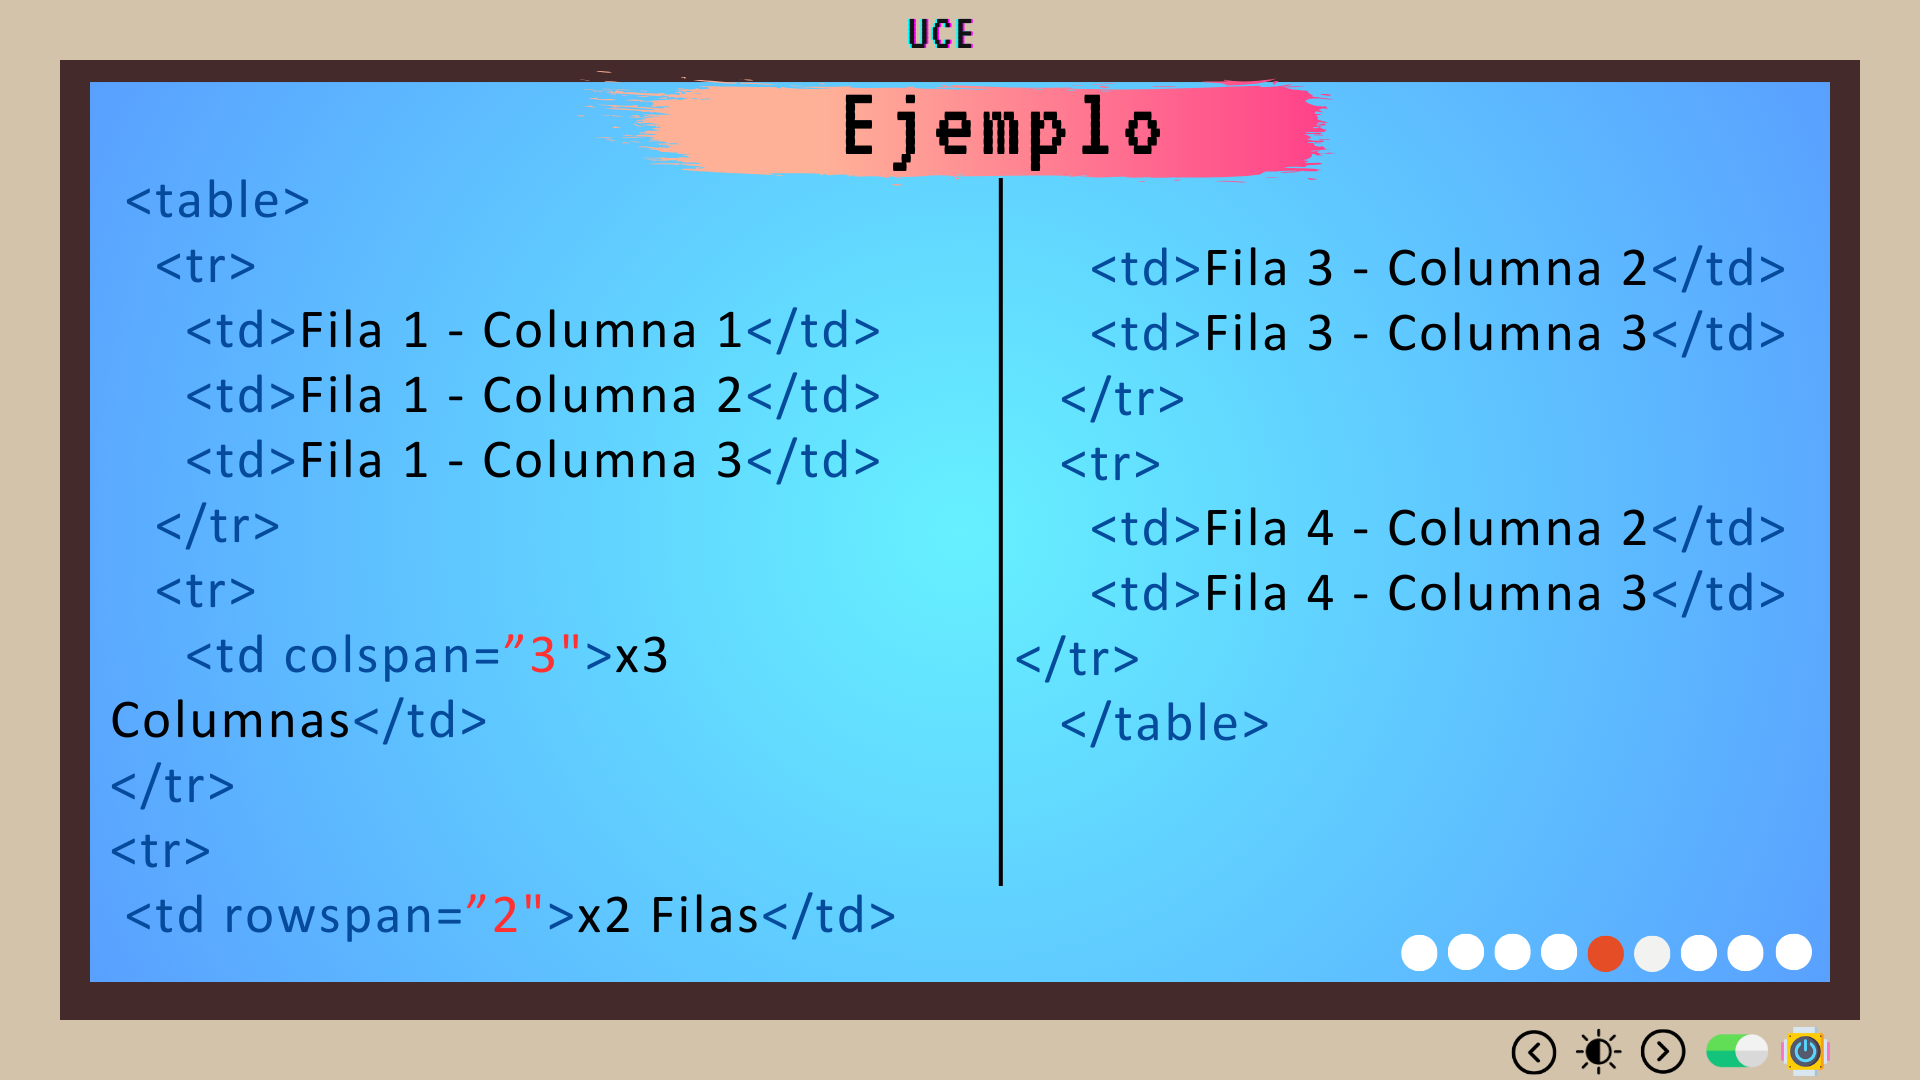 UCE
Ejemplo
<table>
<tr>
<td>Fila 1 - Columna 1</td>
<td>Fila 1 - Columna 2</td>
<td>Fila 1 - Columna 3</td>
</tr>
<tr>
<td colspan=”3">x3
Columnas</td>
</tr>
<tr>
<td rowspan=”2">x2 Filas</td>
<td>Fila 3 - Columna 2</td>
<td>Fila 3 - Columna 3</td>
</tr>
<tr>
<td>Fila 4 - Columna 2</td>
<td>Fila 4 - Columna 3</td>
</tr>
</table>